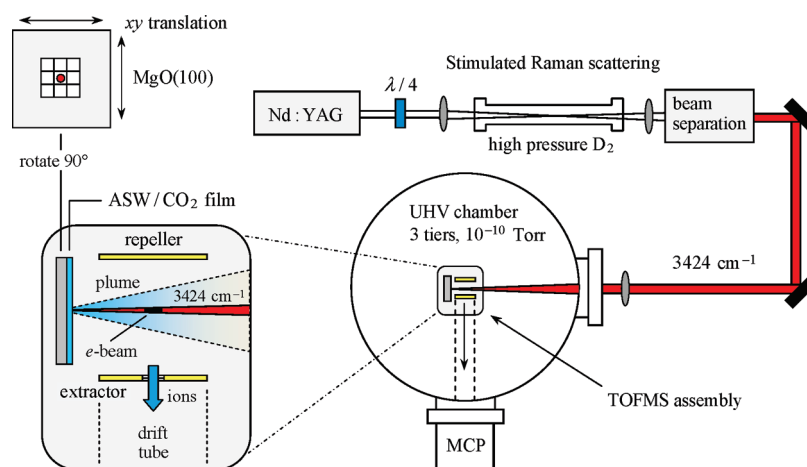 xy translation
MgO(100)
rotate 90°
ASW / CO₂ film
repeller
plume
3424 cm⁻¹
e-beam
extractor
ions
drift
tube
Stimulated Raman scattering
λ / 4
Nd : YAG
high pressure D₂
beam
separation
UHV chamber
3 tiers, 10⁻¹⁰ Torr
3424 cm⁻¹
TOFMS assembly
MCP